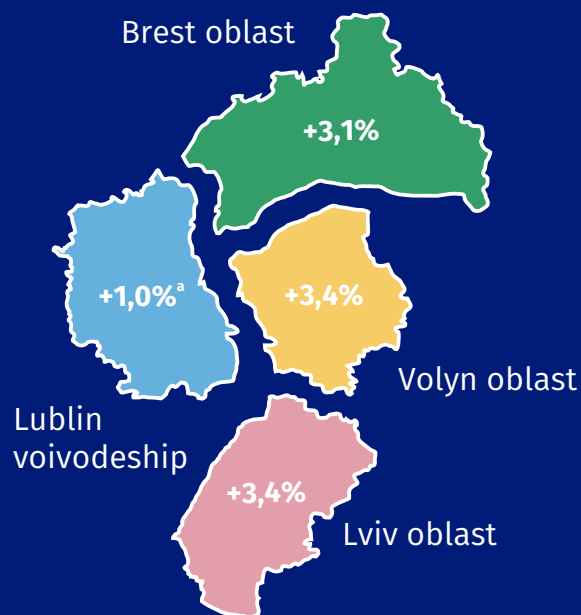 Brest oblast
+3,1%
+1,0%ª
+3,4%
Volyn oblast
Lublin
voivodeship
+3,4%
Lviv oblast